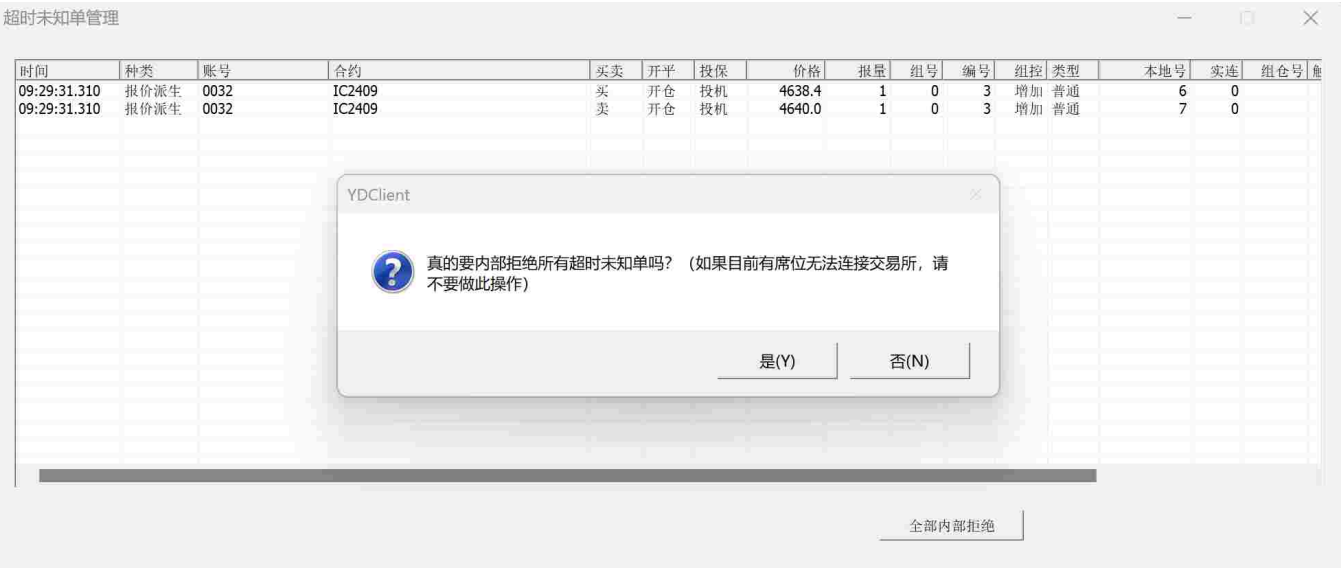 超时未知单管理
时间 种类 账号 合约 买卖 开平 投保 价格 报量 组号 编号 组控 类型 本地号 实连 组仓号
09:29:31.310 报价派生 0032 IC2409 买 开仓 投机 4638.4 1 0 3 增加 普通 6 0
09:29:31.310 报价派生 0032 IC2409 卖 开仓 投机 4640.0 1 0 3 增加 普通 7 0
YDClient
真的要内部拒绝所有超时未知单吗？（如果目前有席位无法连接交易所，请
不要做此操作）
是(Y) 否(N)
全部内部拒绝